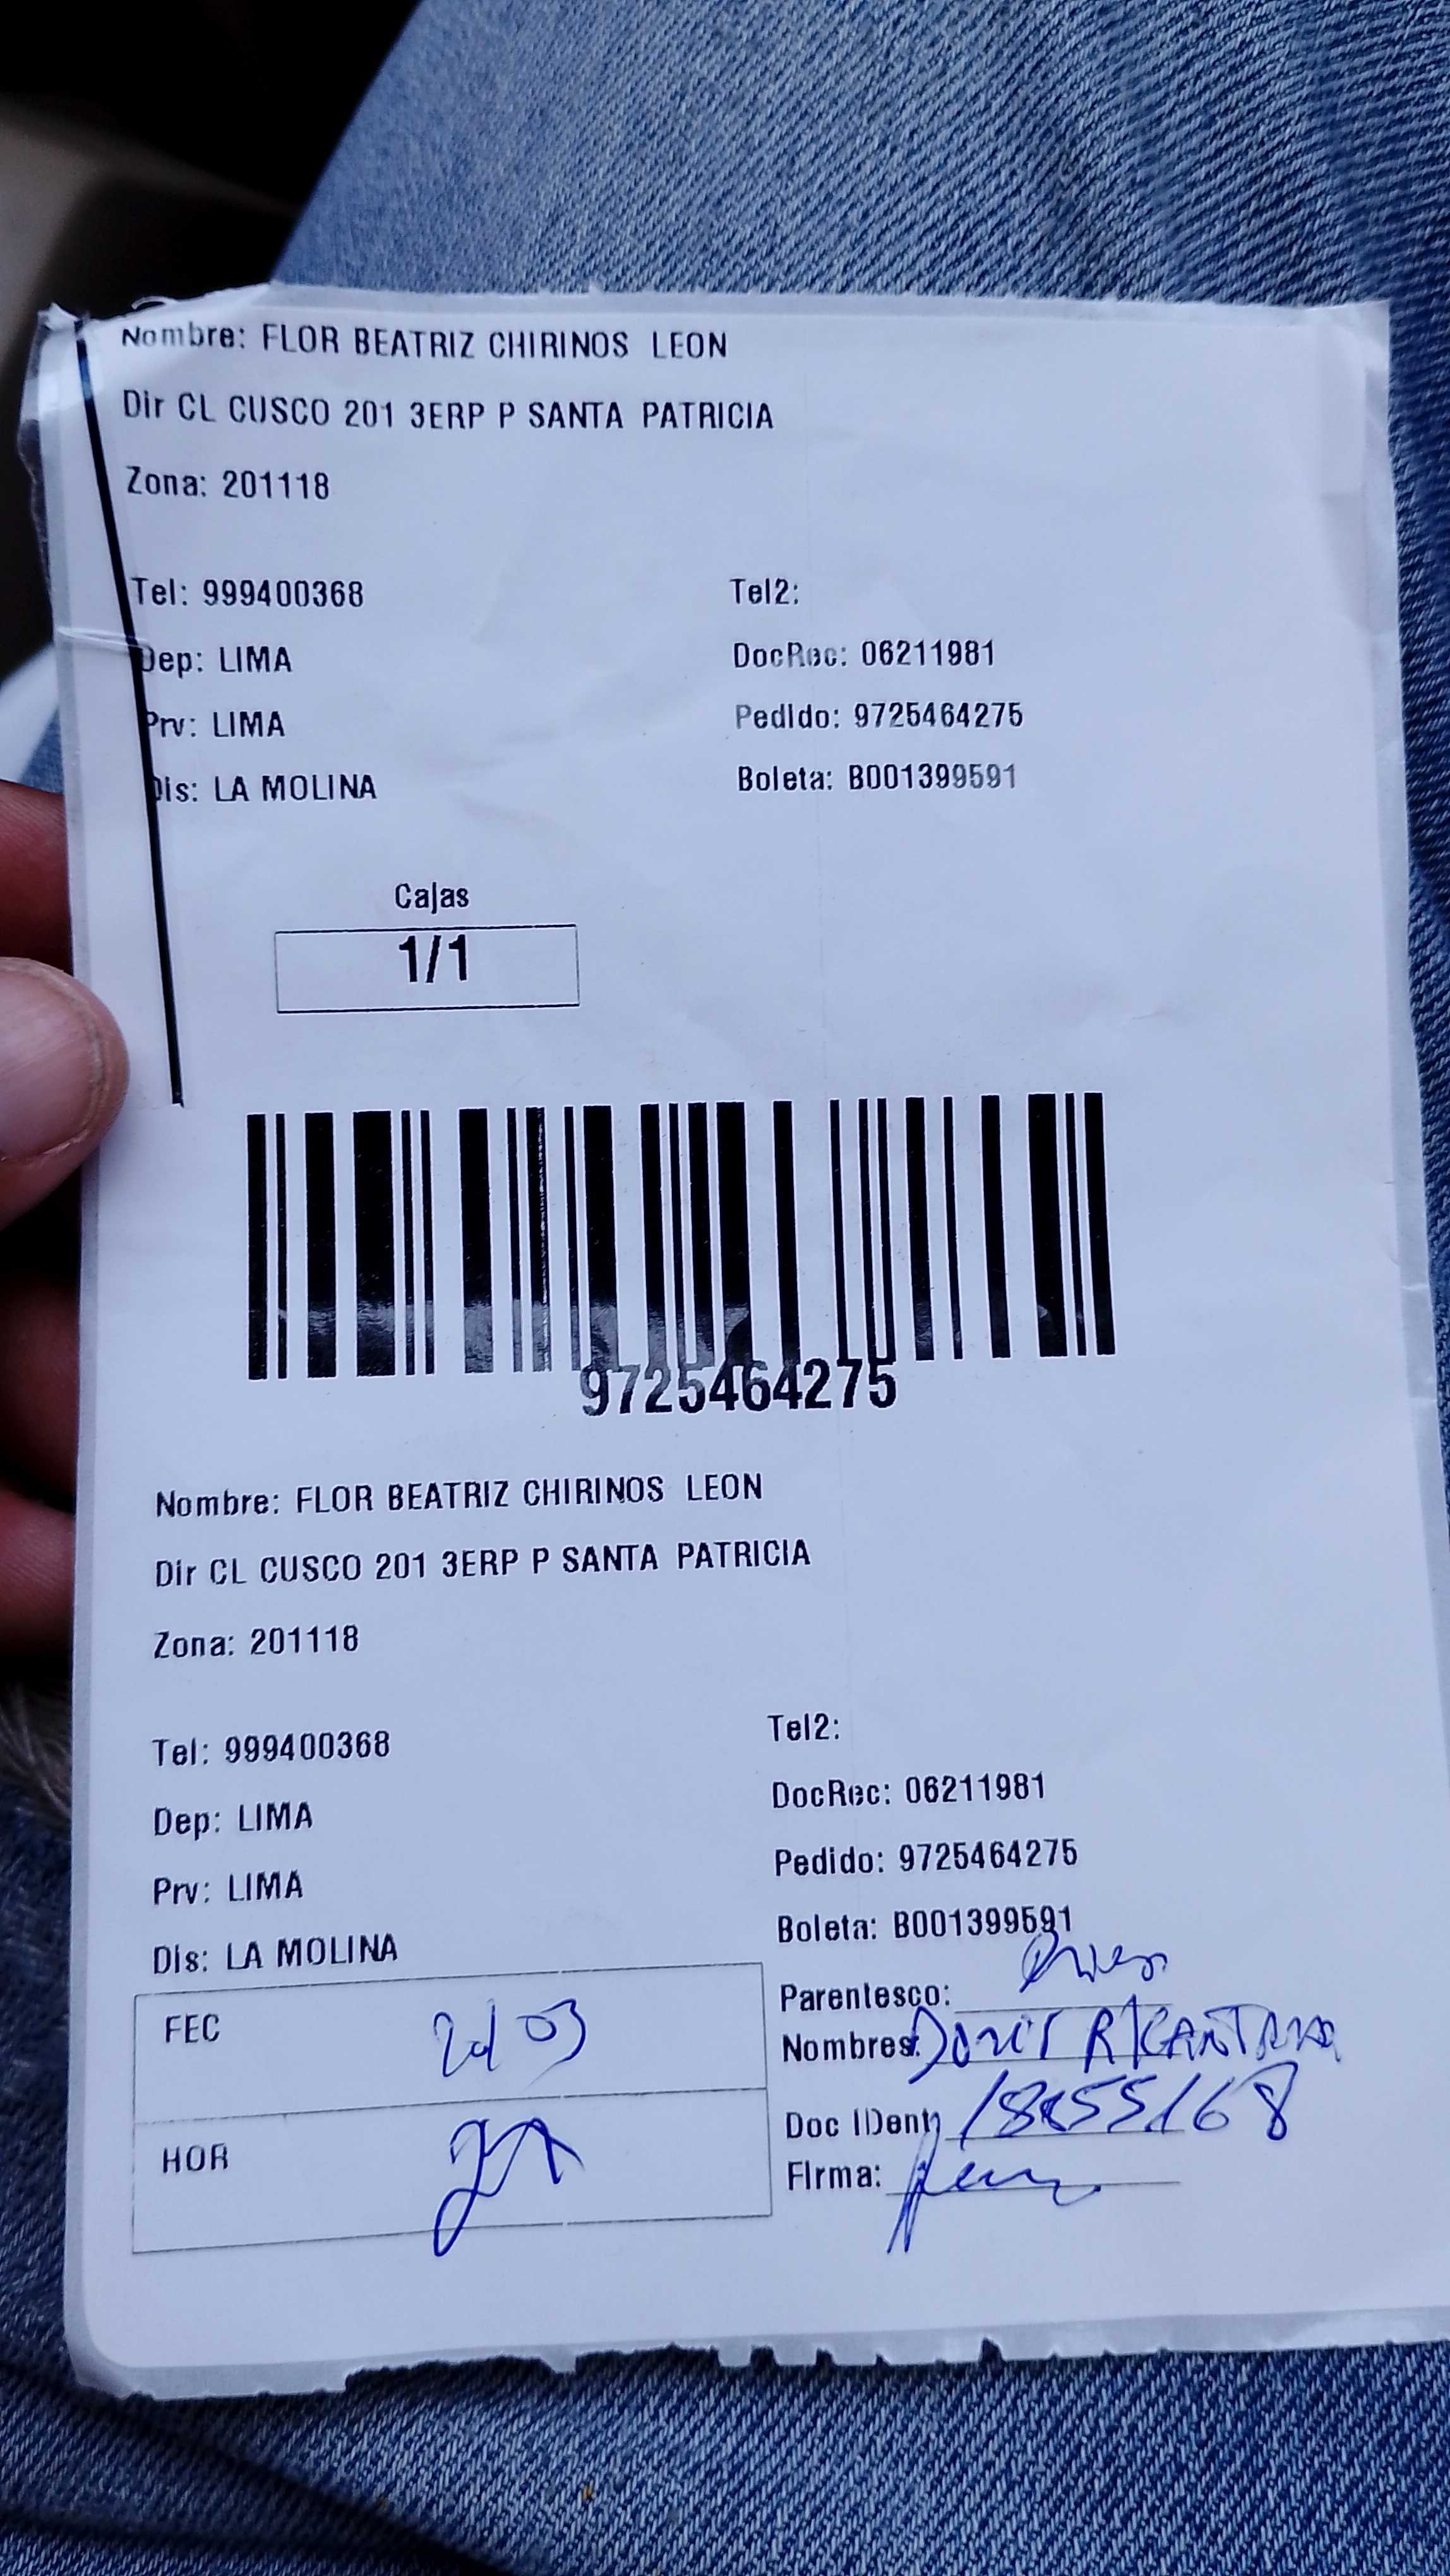 Nombre: FLOR BEATRIZ CHIRINOS LEON
Dir CL CUSCO 201 3ERP P SANTA PATRICIA
Zona: 201118
Tel: 999400368 Tel2:
Dep: LIMA DocRec: 06211981
Prv: LIMA Pedido: 9725464275
Dis: LA MOLINA Boleta: B001399591
Cajas
1/1
9725464275
Nombre: FLOR BEATRIZ CHIRINOS LEON
Dir CL CUSCO 201 3ERP P SANTA PATRICIA
Zona: 201118
Tel: 999400368 Tel2:
Dep: LIMA DocRec: 06211981
Prv: LIMA Pedido: 9725464275
Dis: LA MOLINA Boleta: B001399591
Parentesco:
FEC Nombres:
Doc IDent:
HOR Firma: